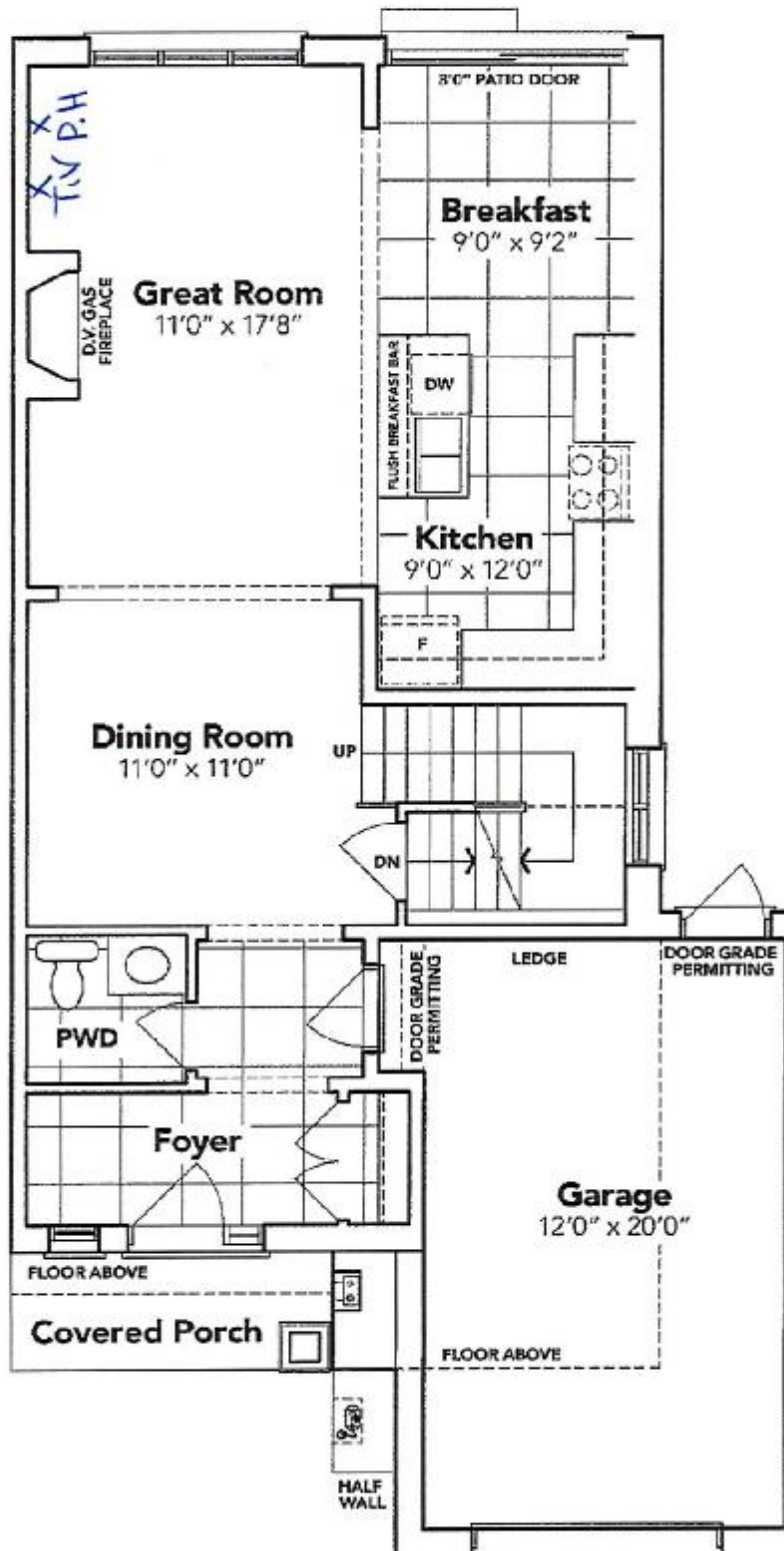 8'0" PATIO DOOR
T.V P.H
Breakfast
9'0" x 9'2"
Great Room
11'0" x 17'8"
D.V. GAS
FIREPLACE
FLUSH BREAKFAST BAR
DW
Kitchen
9'0" x 12'0"
F
Dining Room
11'0" x 11'0"
UP
DN
DOOR GRADE
PERMITTING
LEDGE
DOOR GRADE
PERMITTING
PWD
Foyer
Garage
12'0" x 20'0"
FLOOR ABOVE
Covered Porch
FLOOR ABOVE
HALF
WALL